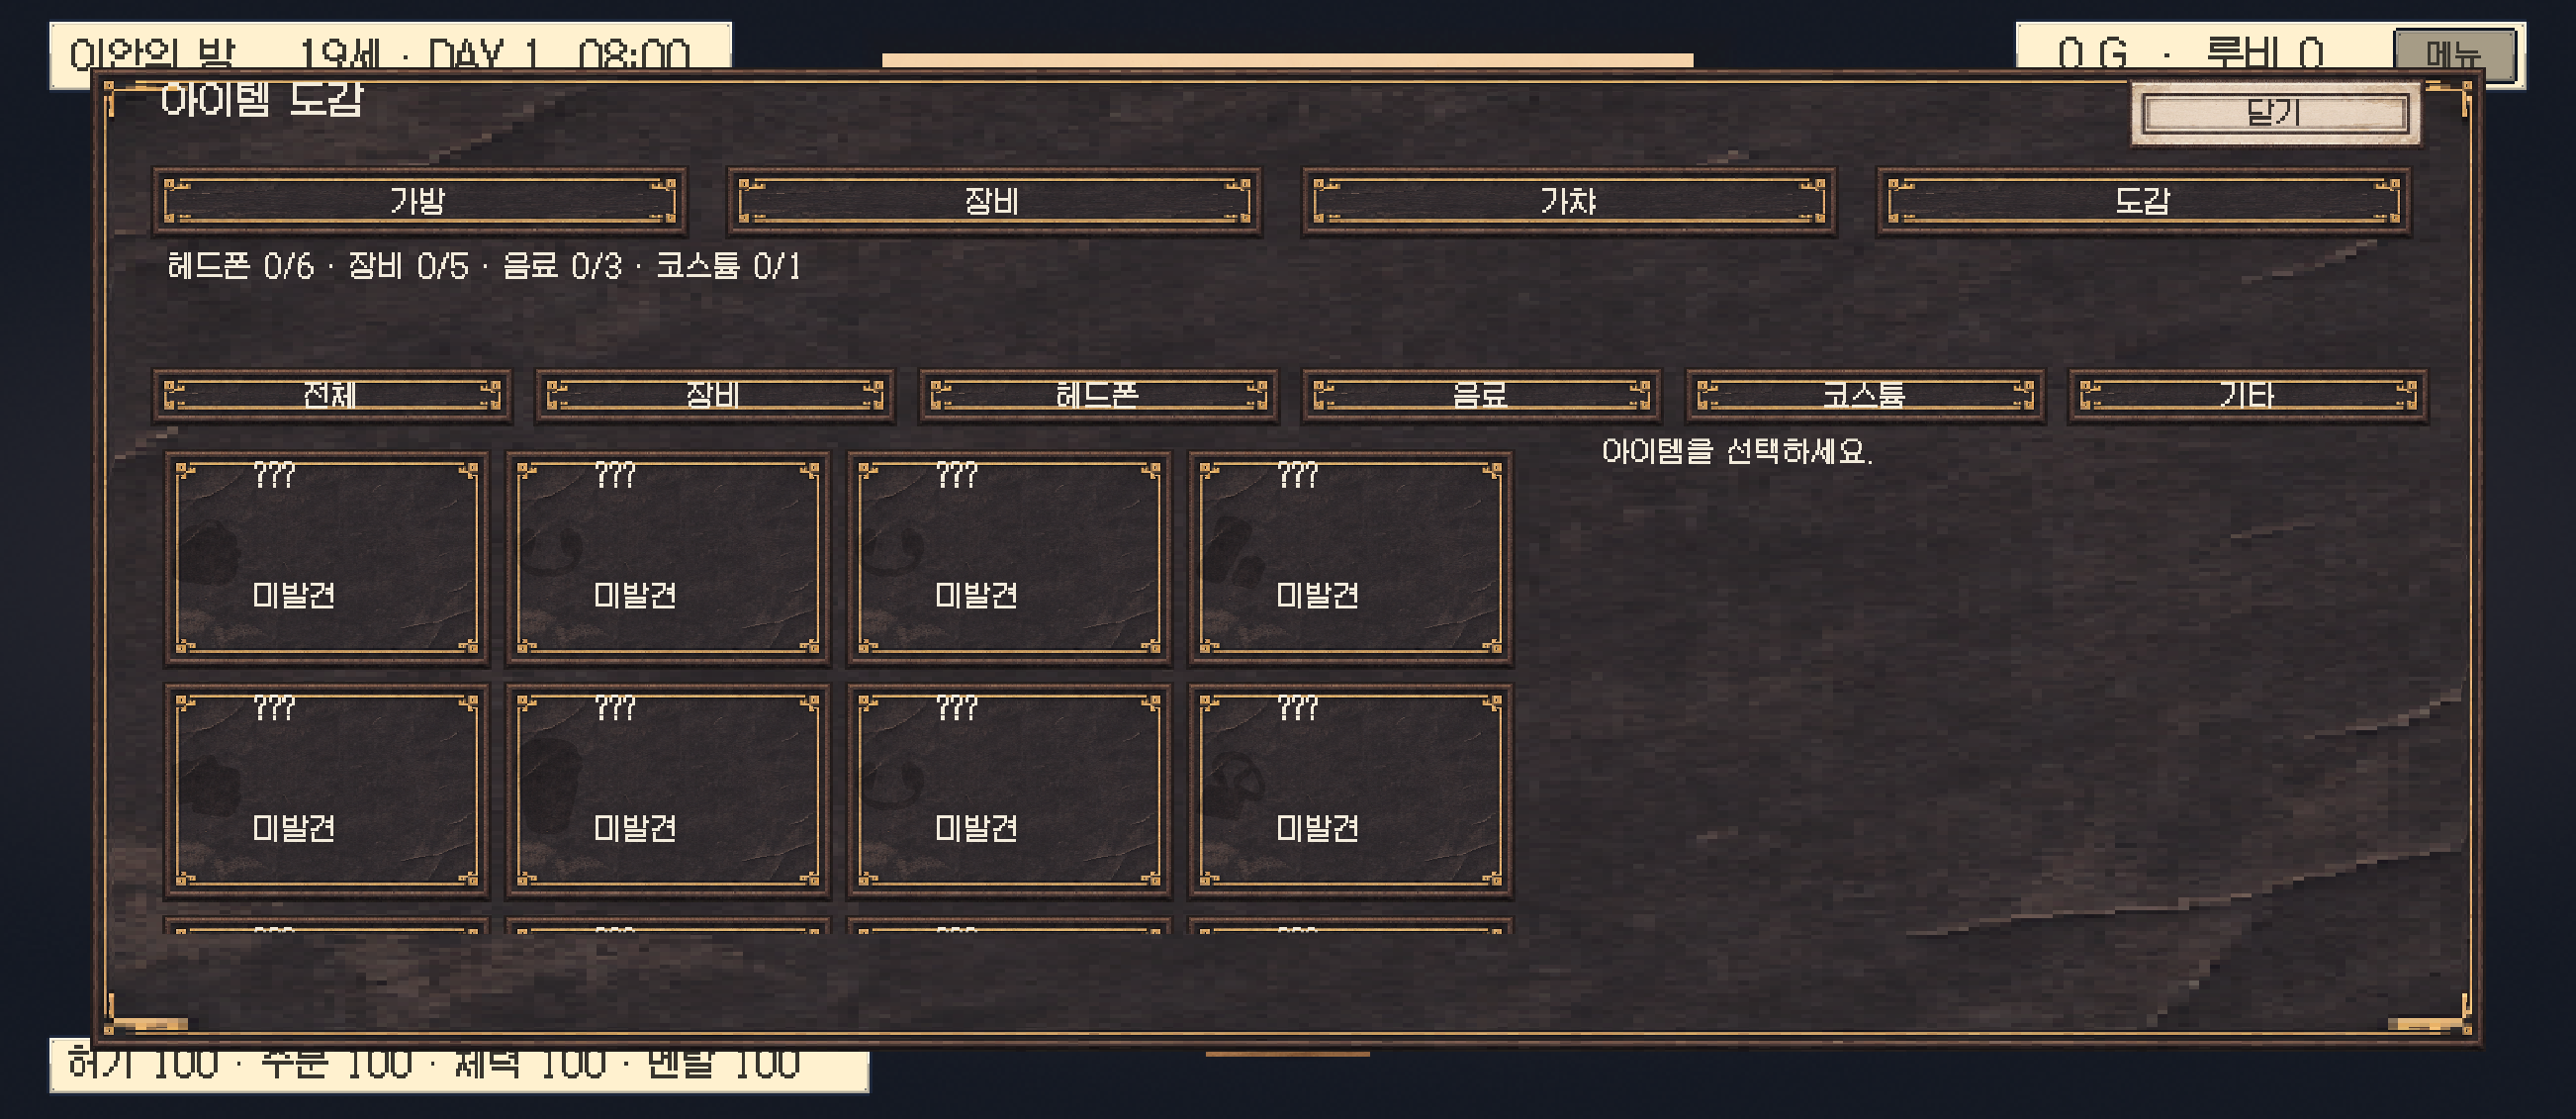 이안의 방 19세 · DAY 1 08:00
0 G · 루비 0 메뉴
아이템 도감
닫기
가방 장비 가챠 도감
헤드폰 0/6 · 장비 0/5 · 음료 0/3 · 코스튬 0/1
전체 장비 헤드폰 음료 코스튬 기타
아이템을 선택하세요.
??? ??? ??? ???
미발견 미발견 미발견 미발견
??? ??? ??? ???
미발견 미발견 미발견 미발견
??? ??? ??? ???
허기 100 · 수분 100 · 체력 100 · 멘탈 100